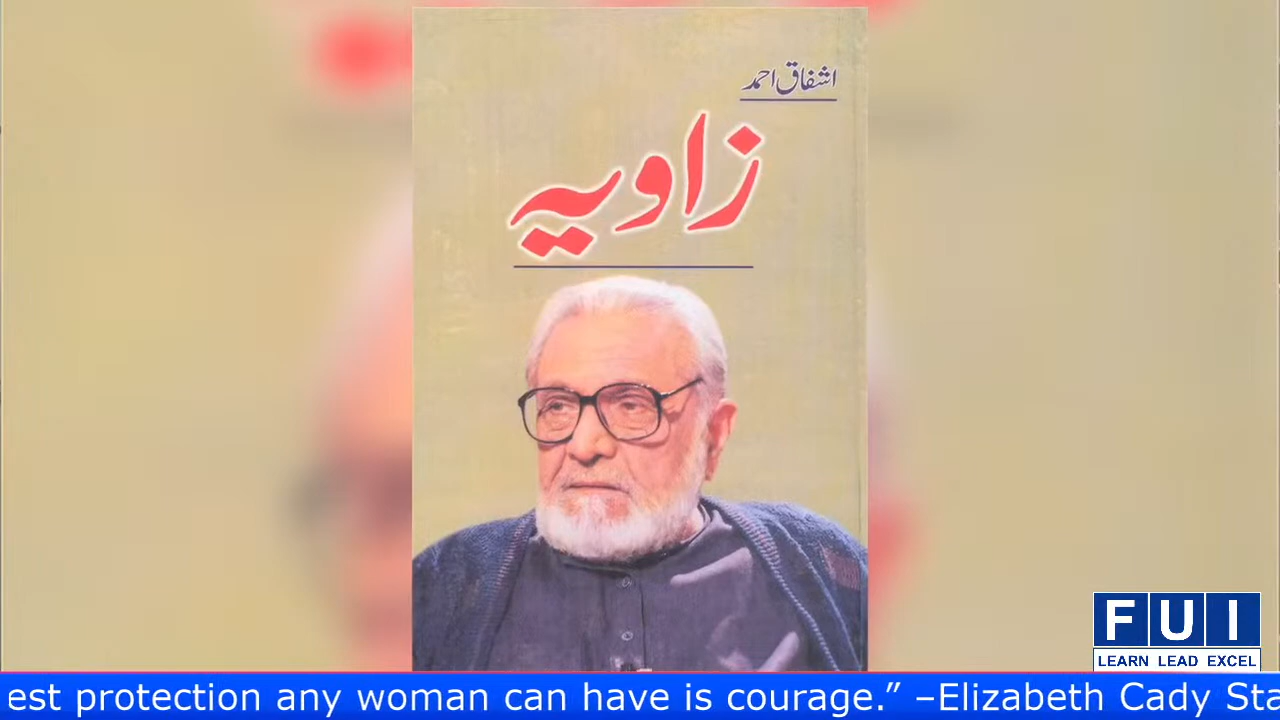 اشفاق احمد
زاویہ
FUI
LEARN LEAD EXCEL
est protection any woman can have is courage.” –Elizabeth Cady Sta